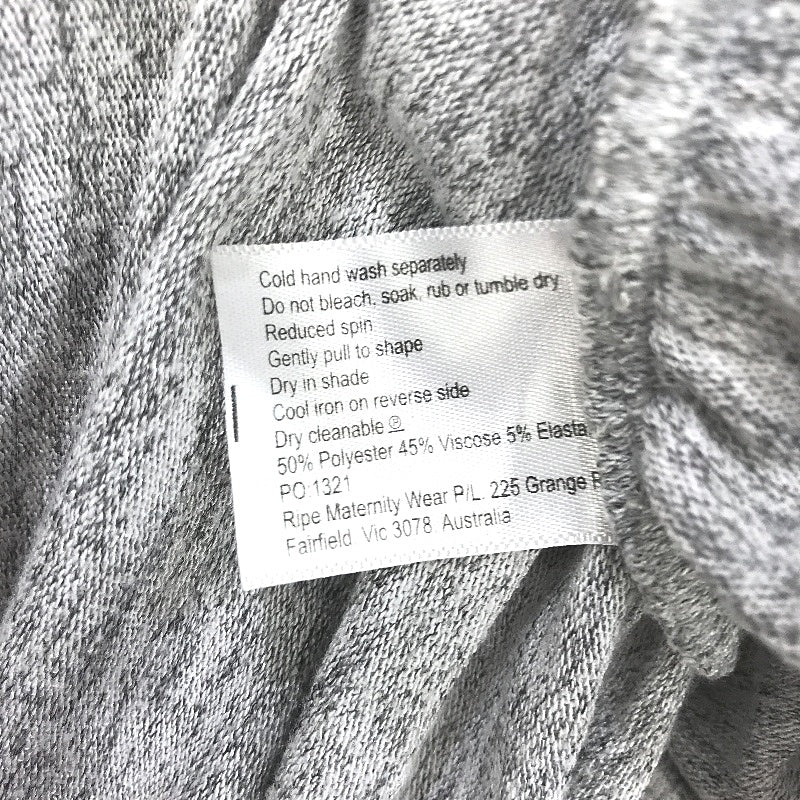 Cold hand wash separately
Do not bleach, soak, rub or tumble dry
Reduced spin
Gently pull to shape
Dry in shade
Cool iron on reverse side
Dry cleanable Ⓟ
50% Polyester 45% Viscose 5% Elasta
PO:1321
Ripe Maternity Wear P/L. 225 Grange
Fairfield Vic 3078 Australia